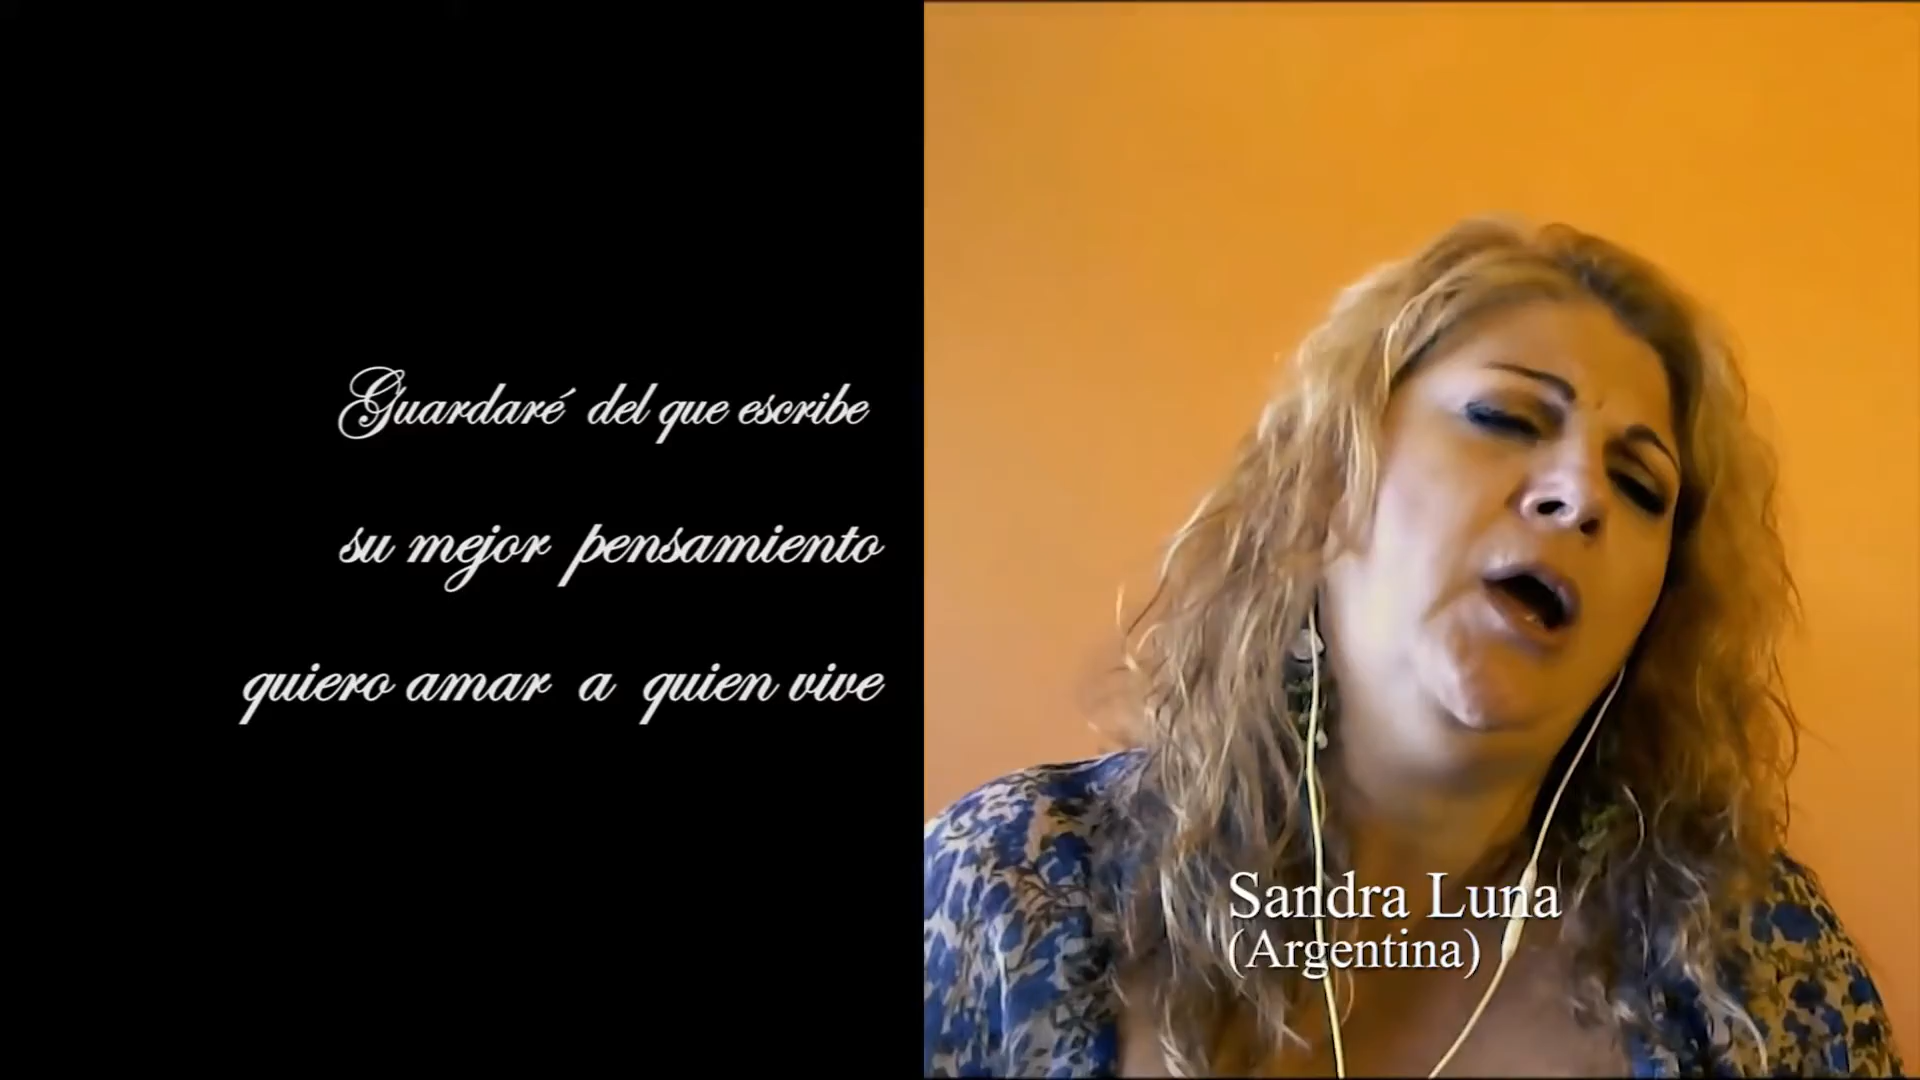 Guardaré del que escribe
su mejor pensamiento
quiero amar a quien vive
Sandra Luna
(Argentina)